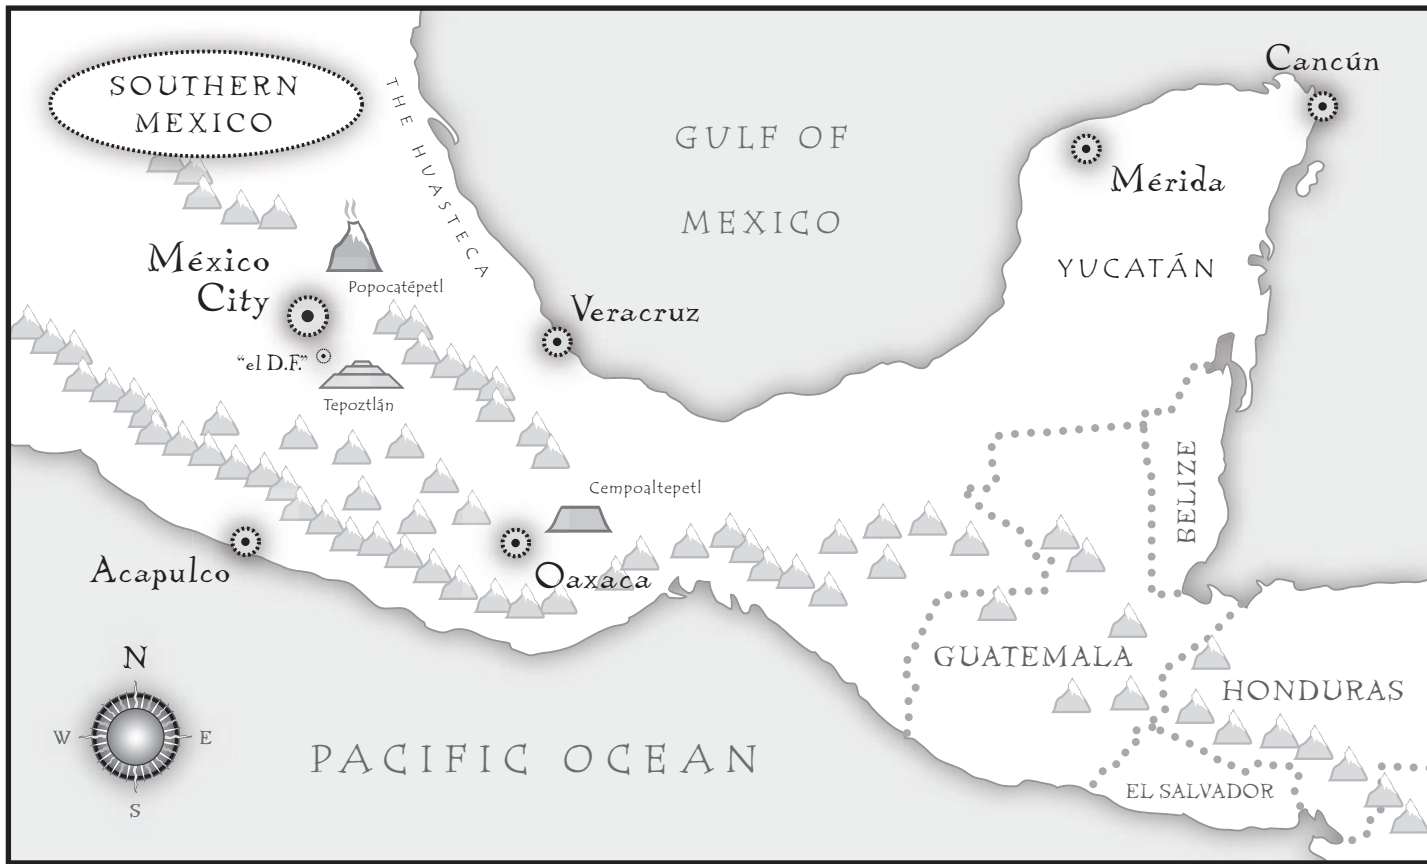 SOUTHERN
MEXICO
THE HUASTECA
GULF OF
MEXICO
Cancún
Mérida
YUCATÁN
México
City
Popocatépetl
Veracruz
"el D.F."
Tepoztlán
Cempoaltepetl
Oaxaca
Acapulco
BELIZE
GUATEMALA
HONDURAS
EL SALVADOR
PACIFIC OCEAN
N
W
E
S